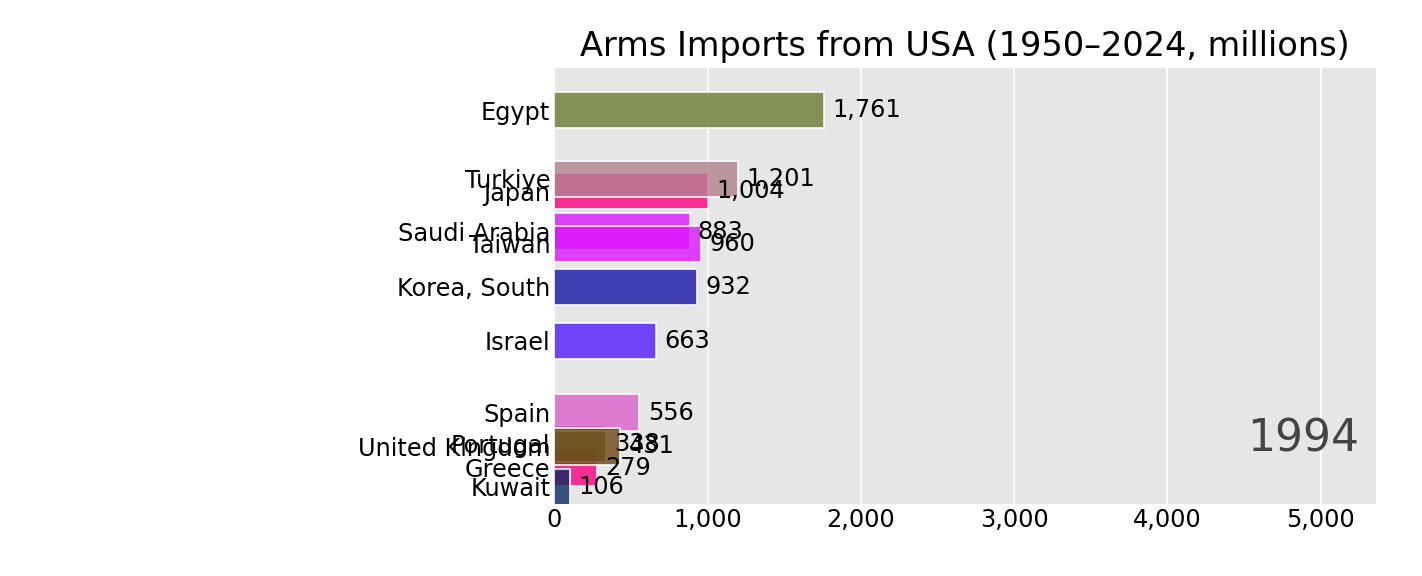 Arms Imports from USA (1950–2024, millions)
Egypt 1,761
Turkiye 1,201
Japan 1,004
Saudi Arabia 883
Taiwan 960
Korea, South 932
Israel 663
Spain 556
Portugal 338
United Kingdom 431
Greece 279
Kuwait 106
1994
0 1,000 2,000 3,000 4,000 5,000